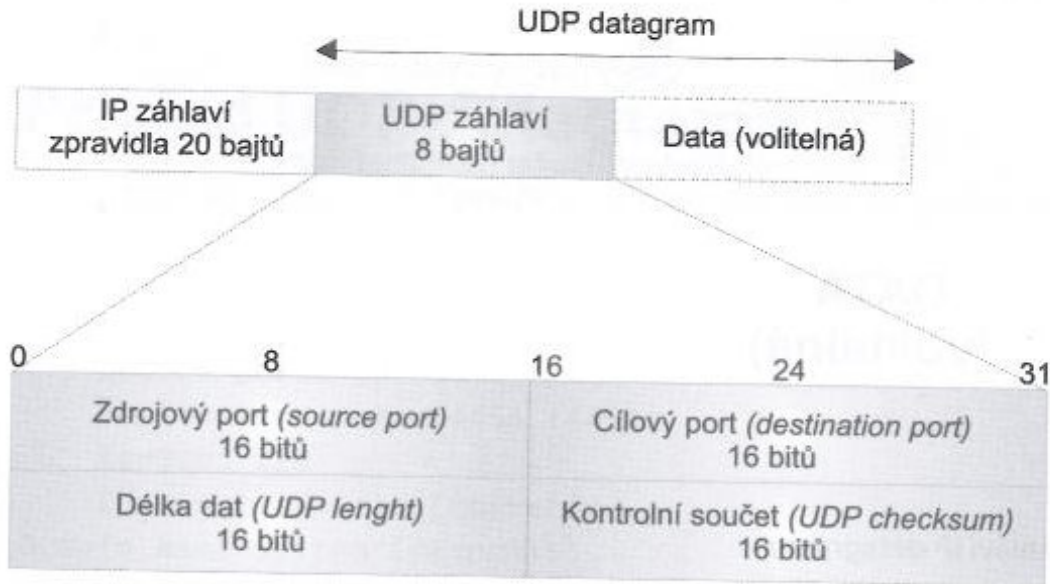 UDP datagram
IP záhlaví
zpravidla 20 bajtů
UDP záhlaví
8 bajtů
Data (volitelná)
0 8 16 24 31
Zdrojový port (source port)
16 bitů
Cílový port (destination port)
16 bitů
Délka dat (UDP lenght)
16 bitů
Kontrolní součet (UDP checksum)
16 bitů